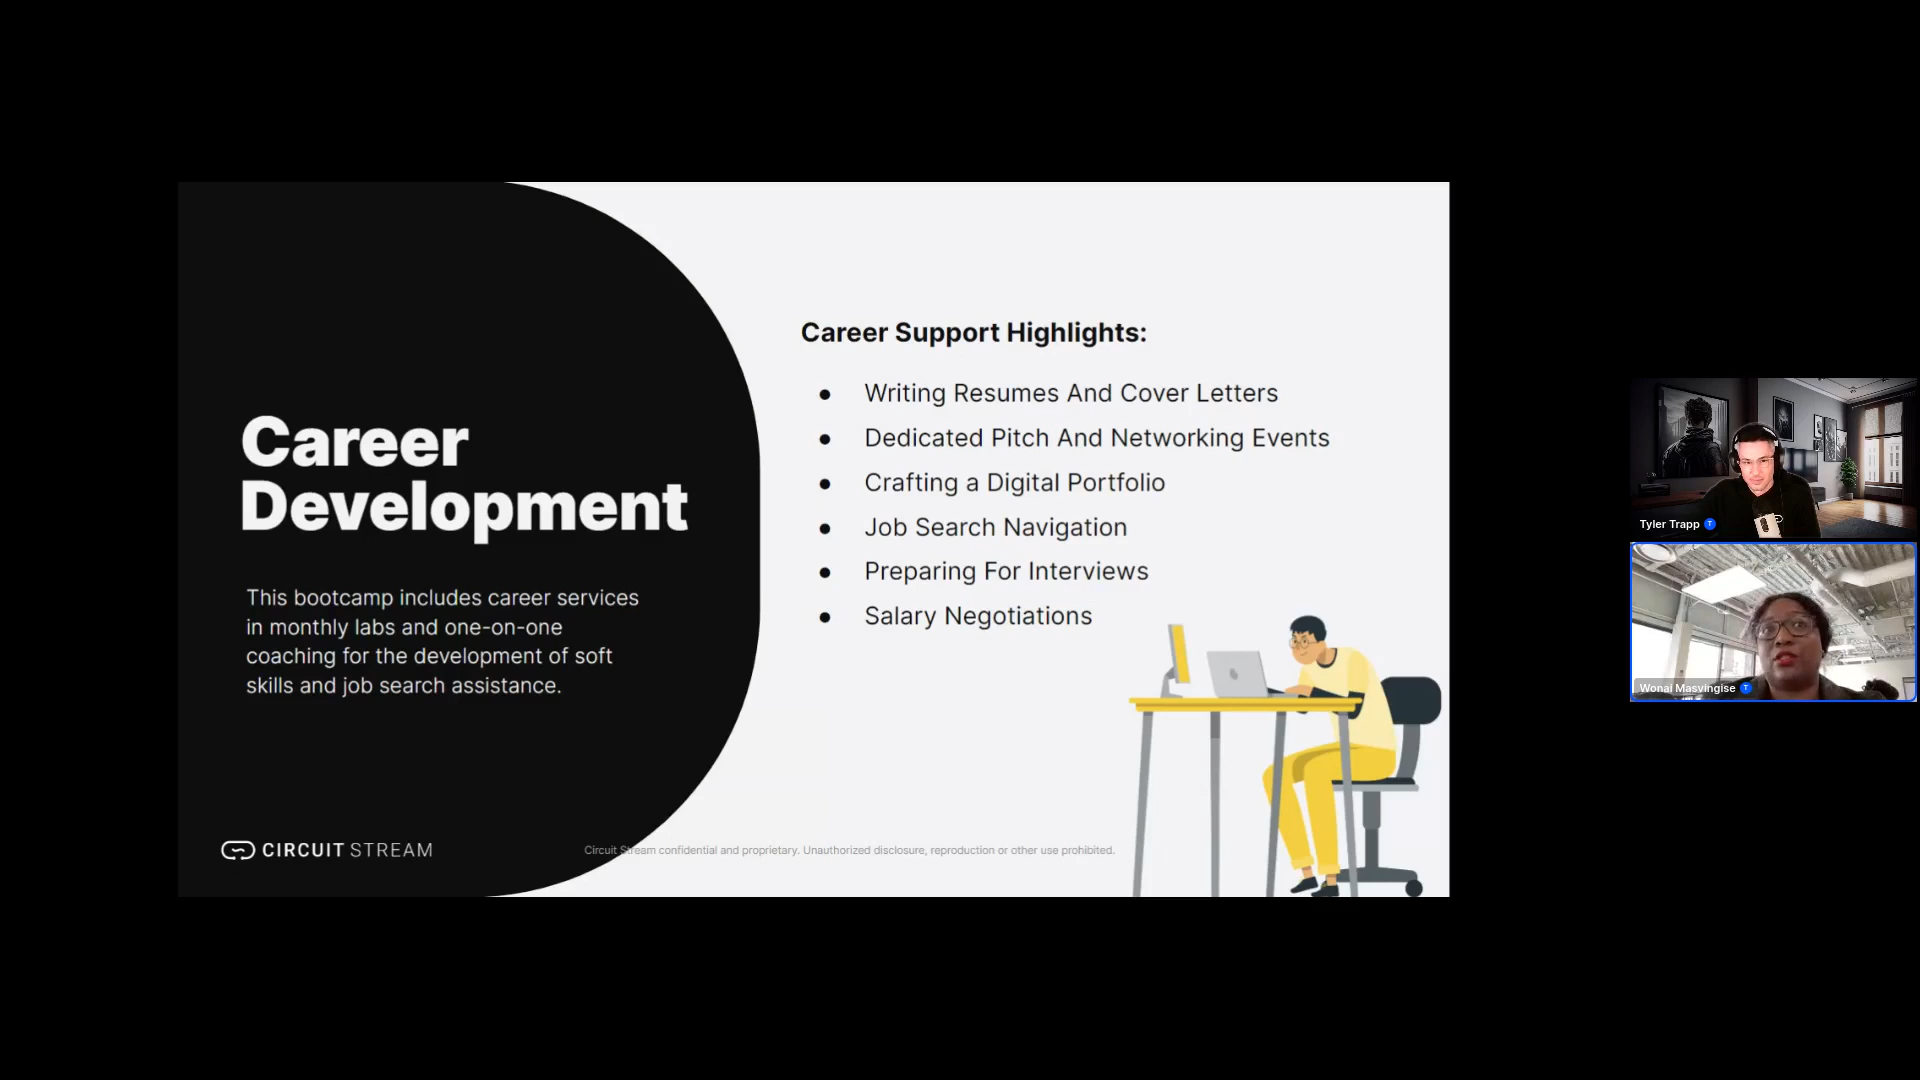 Career
Development
This bootcamp includes career services
in monthly labs and one-on-one
coaching for the development of soft
skills and job search assistance.
CIRCUIT STREAM
Career Support Highlights:
● Writing Resumes And Cover Letters
● Dedicated Pitch And Networking Events
● Crafting a Digital Portfolio
● Job Search Navigation
● Preparing For Interviews
● Salary Negotiations
Circuit Stream confidential and proprietary. Unauthorized disclosure, reproduction or other use prohibited.
Tyler Trapp T
Wonai Masvingise T